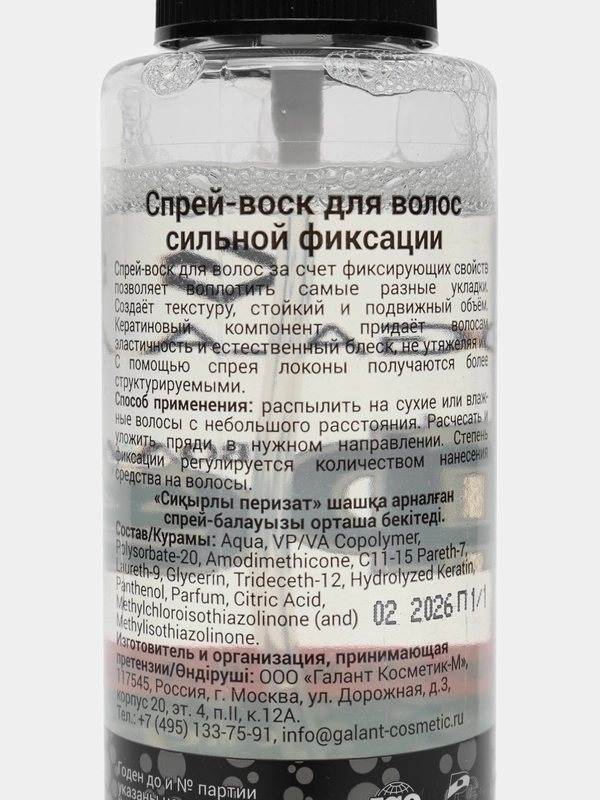 Спрей-воск для волос
сильной фиксации
Спрей-воск для волос за счет фиксирующих свойств
позволяет воплотить самые разные укладки.
Создаёт текстуру, стойкий и подвижный объём.
Кератиновый компонент придаёт волосам
эластичность и естественный блеск, не утяжеляя их.
С помощью спрея локоны получаются более
структурируемыми.
Способ применения: распылить на сухие или влаж-
ные волосы с небольшого расстояния. Расчесать и
уложить пряди в нужном направлении. Степень
фиксации регулируется количеством нанесения
средства на волосы.
«Сиқырлы перизат» шашқа арналған
спрей-балауызы орташа бекітеді.
Состав/Курамы: Aqua, VP/VA Copolymer,
Polysorbate-20, Amodimethicone, C11-15 Pareth-7,
Laureth-9, Glycerin, Trideceth-12, Hydrolyzed Keratin,
Panthenol, Parfum, Citric Acid,
Methylchloroisothiazolinone (and)
Methylisothiazolinone.
02 2026 П1/1
Изготовитель и организация, принимающая
претензии/Өндіруші: ООО «Галант Косметик-М»,
117545, Россия, г. Москва, ул. Дорожная, д.3,
корпус 20, эт. 4, п.II, к.12А.
Тел.: +7 (495) 133-75-91, info@galant-cosmetic.ru
Годен до и № партии
указаны